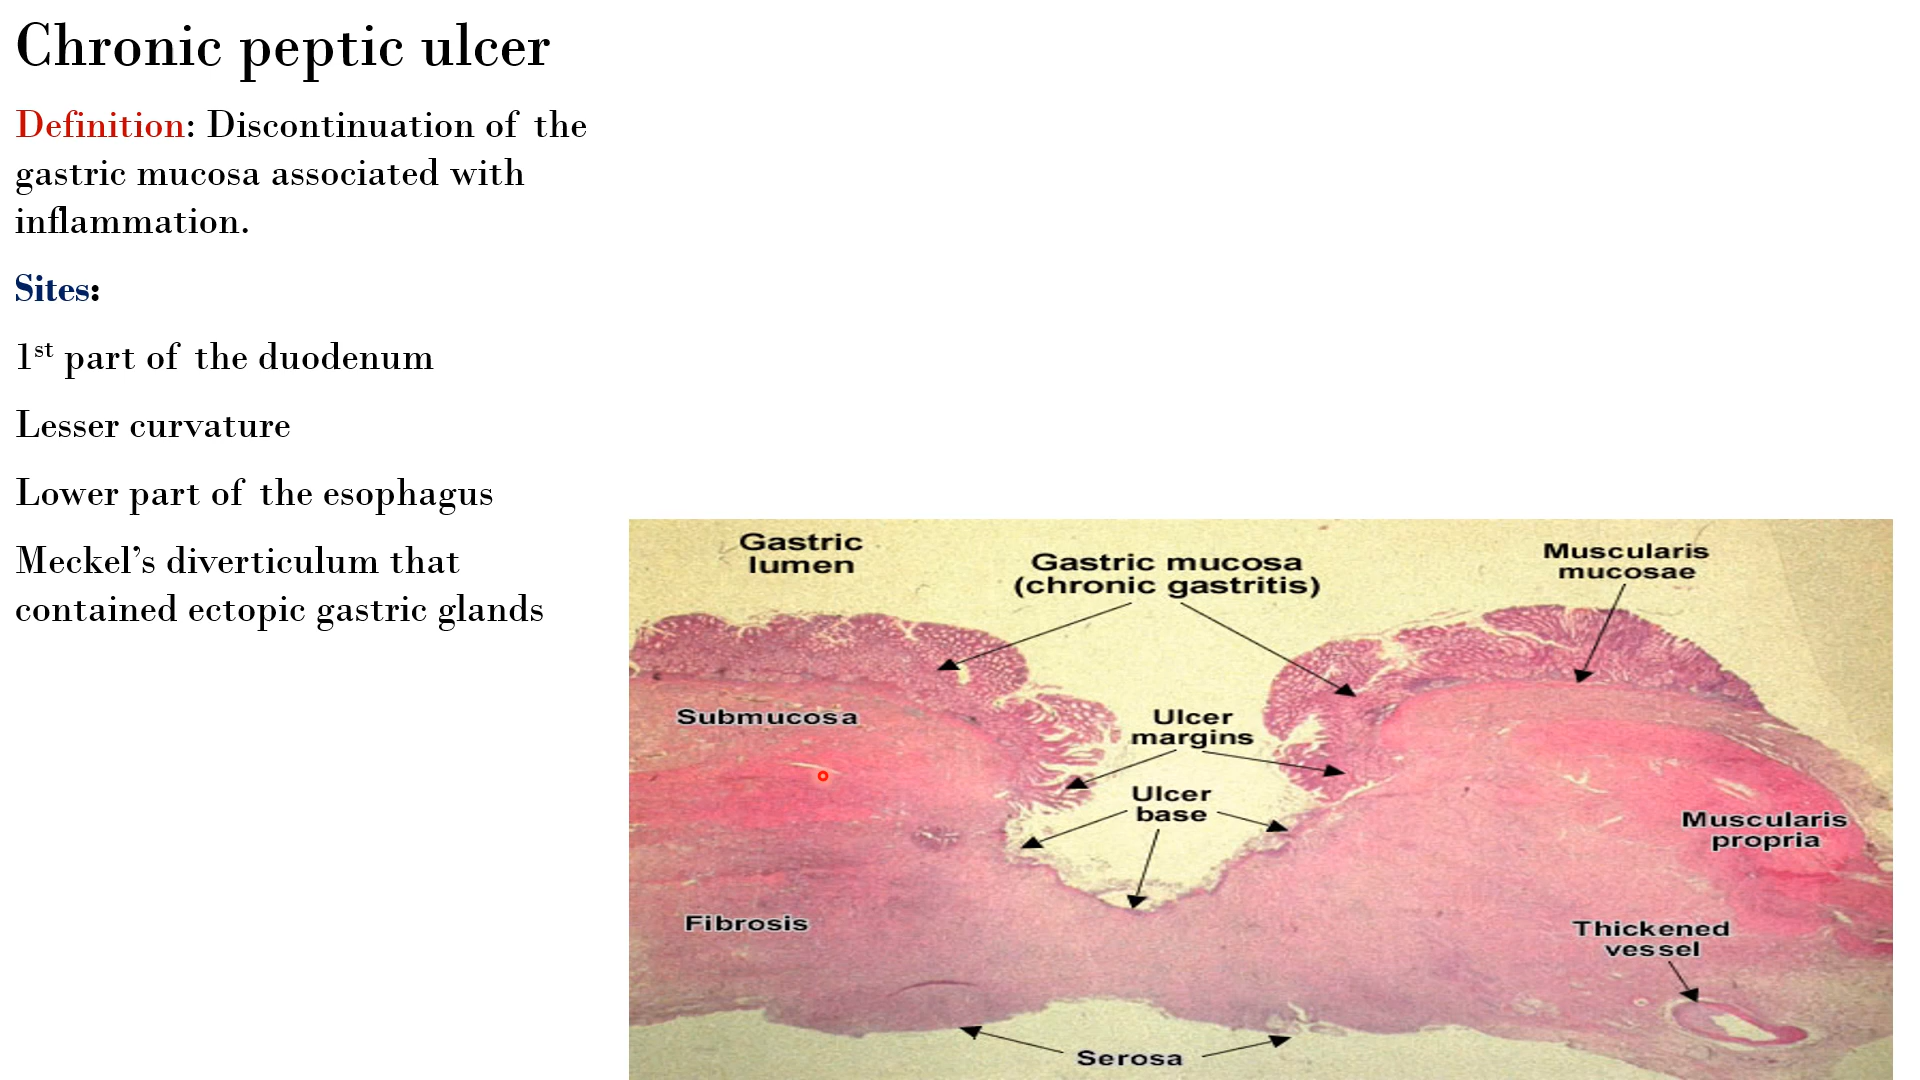 Chronic peptic ulcer
Definition: Discontinuation of the
gastric mucosa associated with
inflammation.
Sites:
1st part of the duodenum
Lesser curvature
Lower part of the esophagus
Meckel’s diverticulum that
contained ectopic gastric glands
Gastric
lumen
Gastric mucosa
(chronic gastritis)
Muscularis
mucosae
Submucosa
Ulcer
margins
Ulcer
base
Muscularis
propria
Fibrosis
Thickened
vessel
Serosa